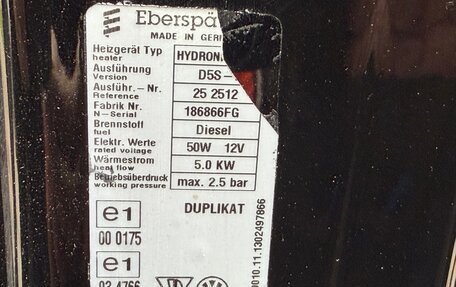 Eberspä
MADE IN GER
Heizgerät Typ HYDRON
heater
Ausführung D5S -
Version
Ausführ.- Nr. 25 2512
Reference
Fabrik Nr. 186866FG
N-Serial
Brennstoff Diesel
fuel
Elektr. Werte 50W 12V
rated voltage
Wärmestrom 5.0 KW
heat flow
Betriebsüberdruck max. 2.5 bar
working pressure
e1 DUPLIKAT
00 0175
e1
03 4766
0010.11.1302497866